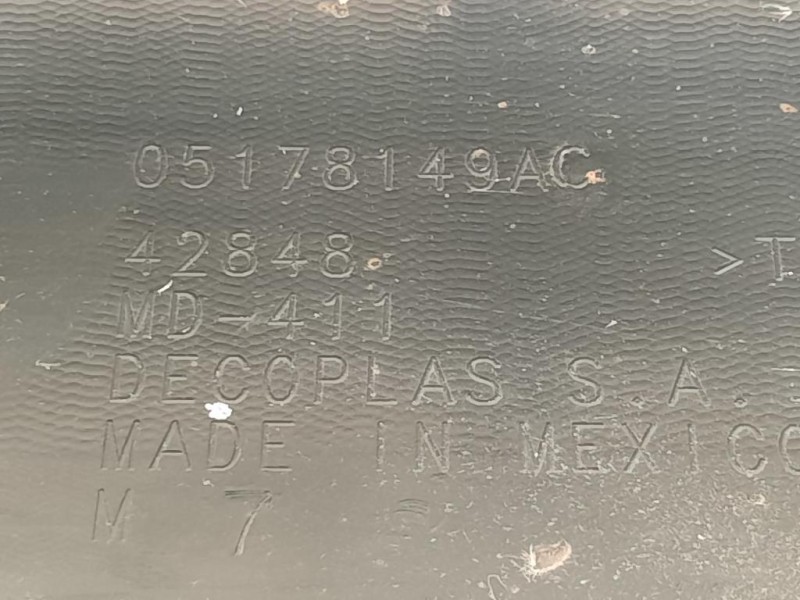 05178149AC
42848 >T
MD-411
DECOPLAS S.A.
MADE IN MEXICO
M 7